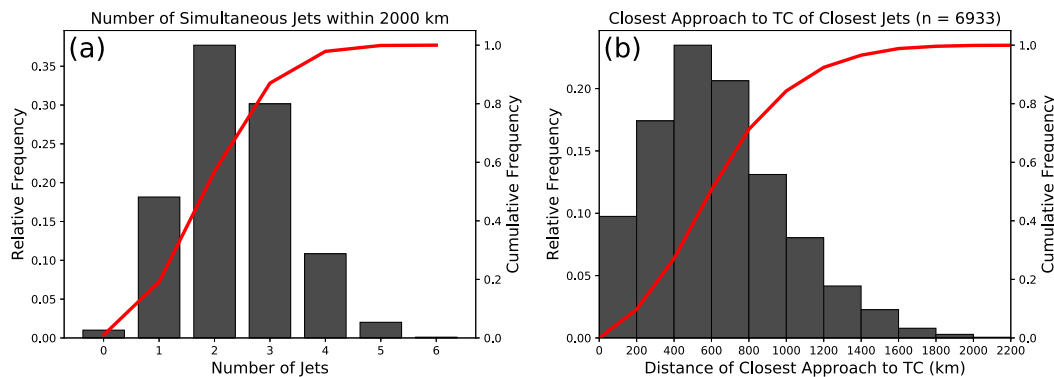 Number of Simultaneous Jets within 2000 km
(a)
Relative Frequency
0.35
0.30
0.25
0.20
0.15
0.10
0.05
0.00
1.0
0.8
0.6
0.4
0.2
0.0
Cumulative Frequency
0 1 2 3 4 5 6
Number of Jets
Closest Approach to TC of Closest Jets (n = 6933)
(b)
Relative Frequency
0.20
0.15
0.10
0.05
0.00
1.0
0.8
0.6
0.4
0.2
0.0
Cumulative Frequency
0 200 400 600 800 1000 1200 1400 1600 1800 2000 2200
Distance of Closest Approach to TC (km)